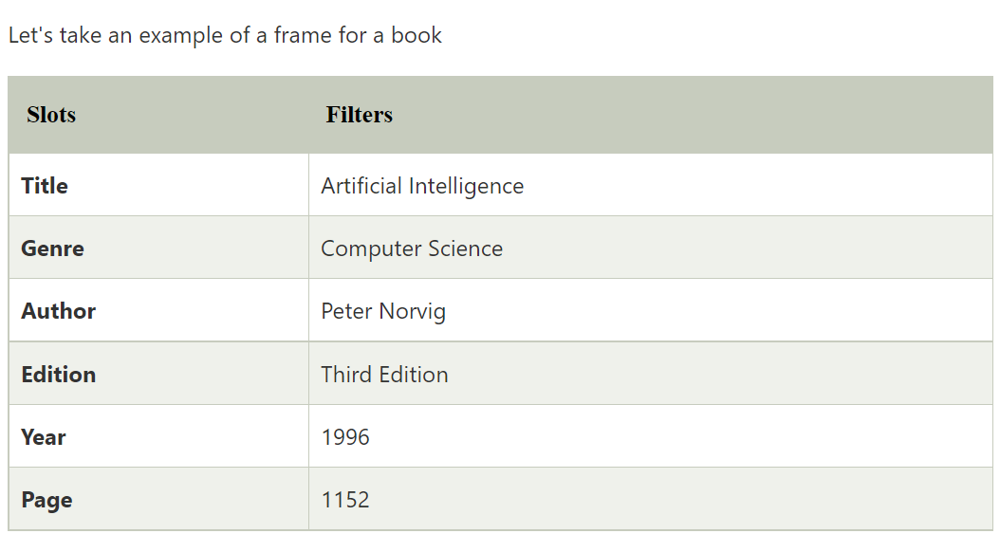 Let's take an example of a frame for a book
Slots Filters
Title Artificial Intelligence
Genre Computer Science
Author Peter Norvig
Edition Third Edition
Year 1996
Page 1152